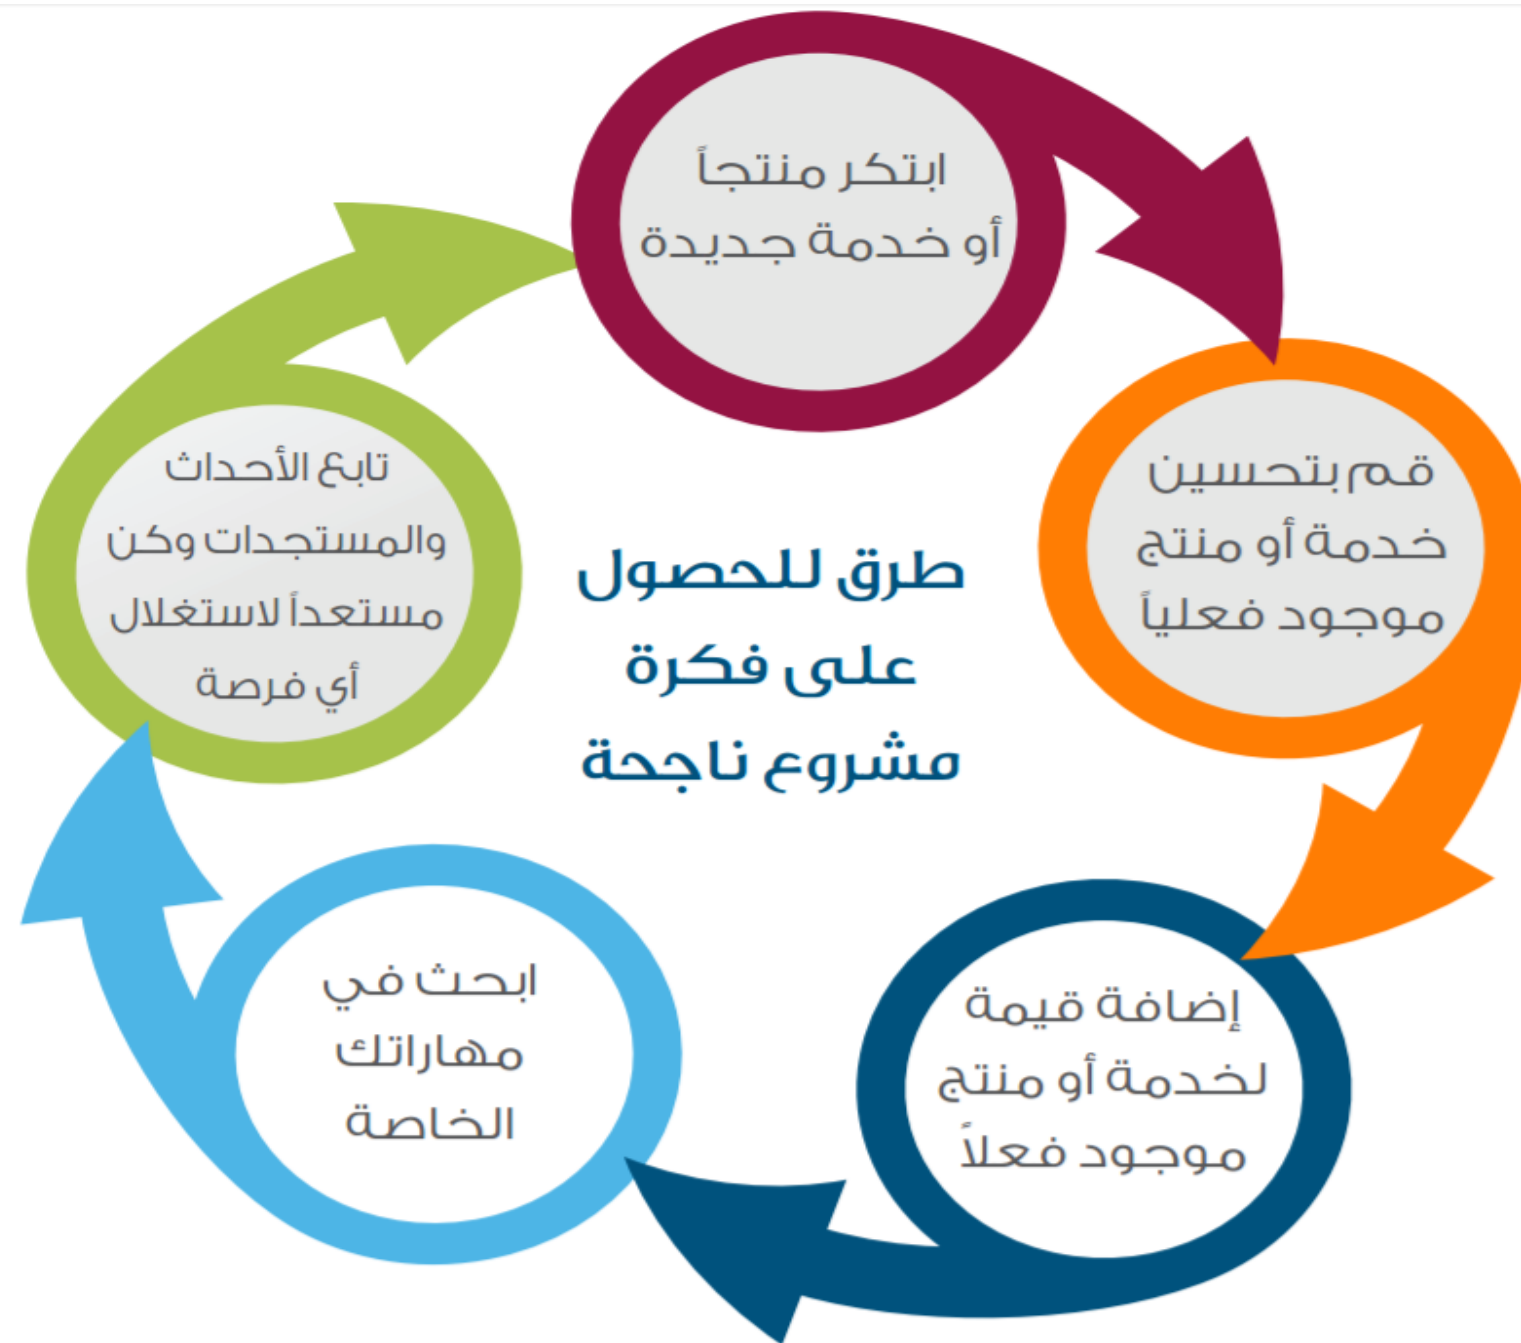 طرق للحصول
على فكرة
مشروع ناجحة
ابتكر منتجاً
أو خدمة جديدة
قم بتحسين
خدمة أو منتج
موجود فعلياً
إضافة قيمة
لخدمة أو منتج
موجود فعلاً
ابحث في
مهاراتك
الخاصة
تابع الأحداث
والمستجدات وكن
مستعداً لاستغلال
أي فرصة